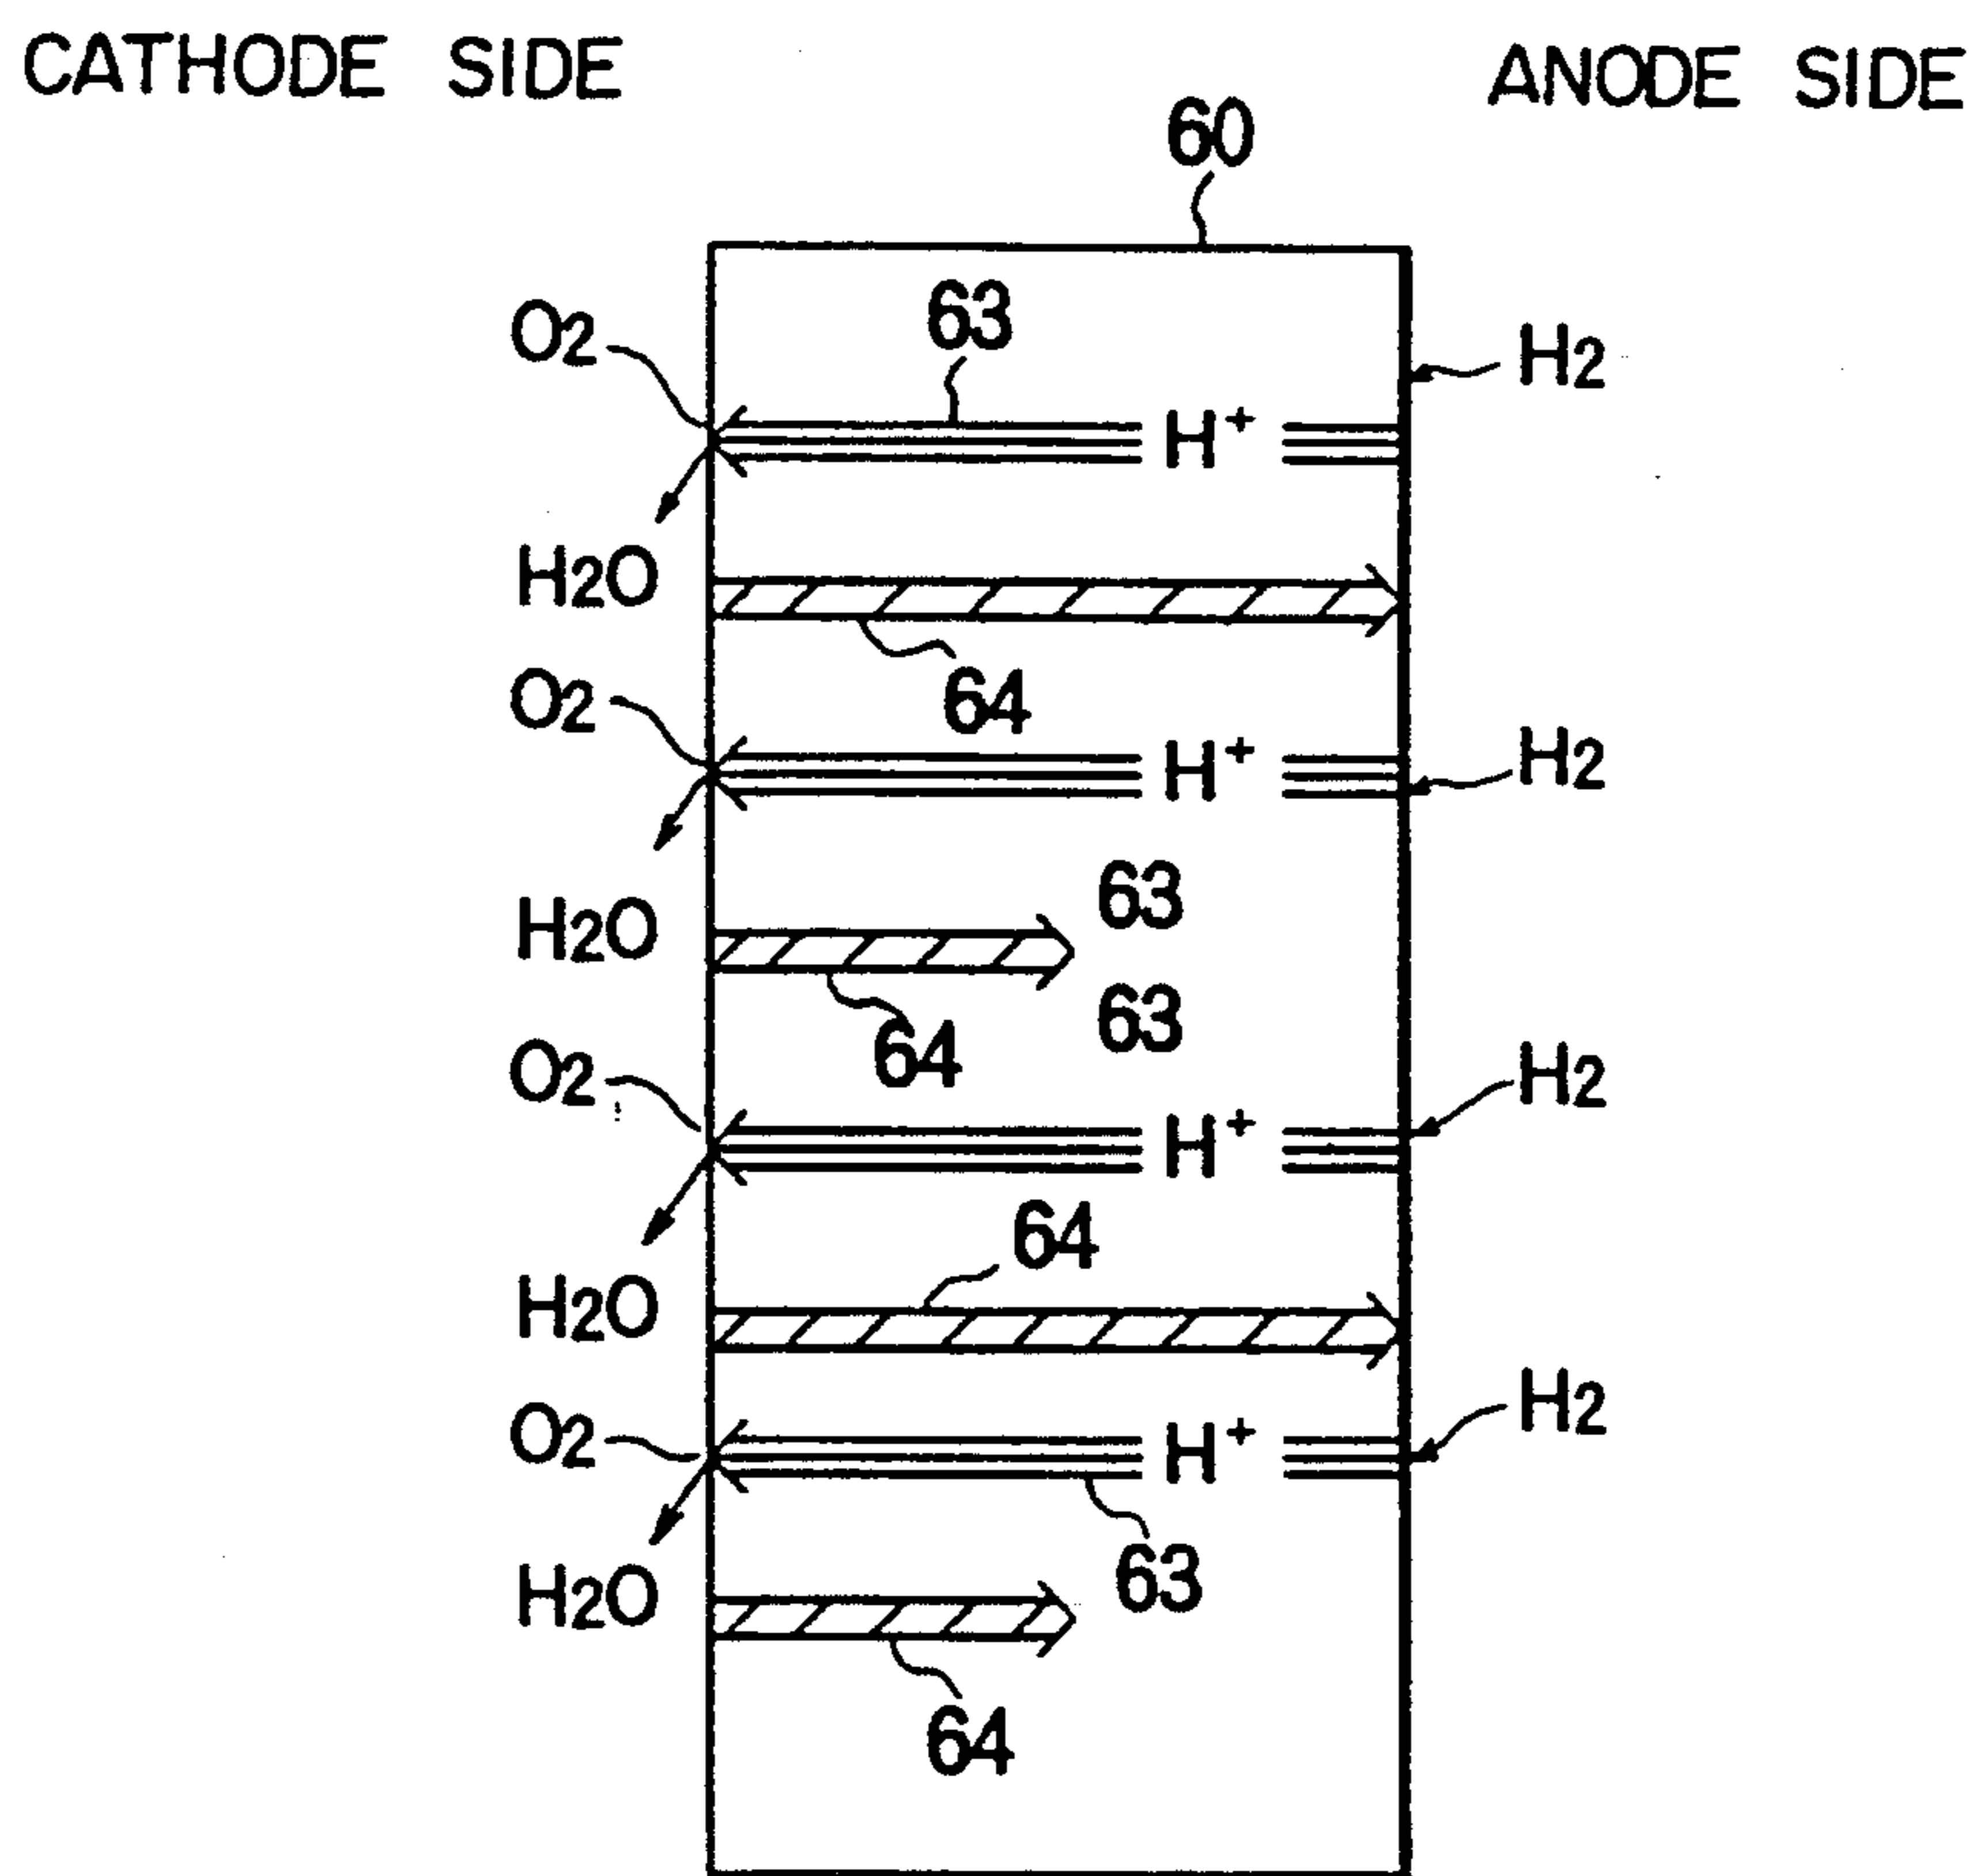 CATHODE SIDE
ANODE SIDE
60
63
O2
H2
H+
H2O
64
O2
H2
H+
63
H2O
63
64
O2
H2
H+
64
H2O
H2
O2
H+
63
H2O
64